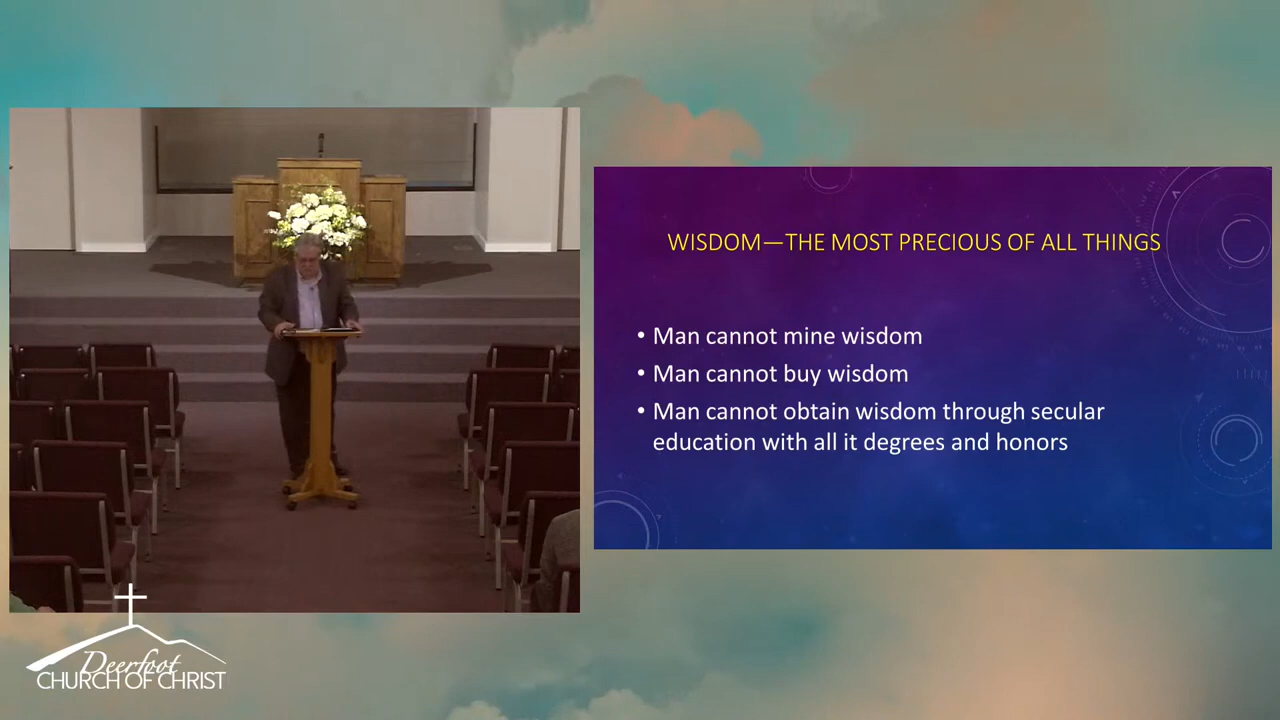 WISDOM—THE MOST PRECIOUS OF ALL THINGS
• Man cannot mine wisdom
• Man cannot buy wisdom
• Man cannot obtain wisdom through secular
education with all it degrees and honors
Deerfoot
CHURCH OF CHRIST